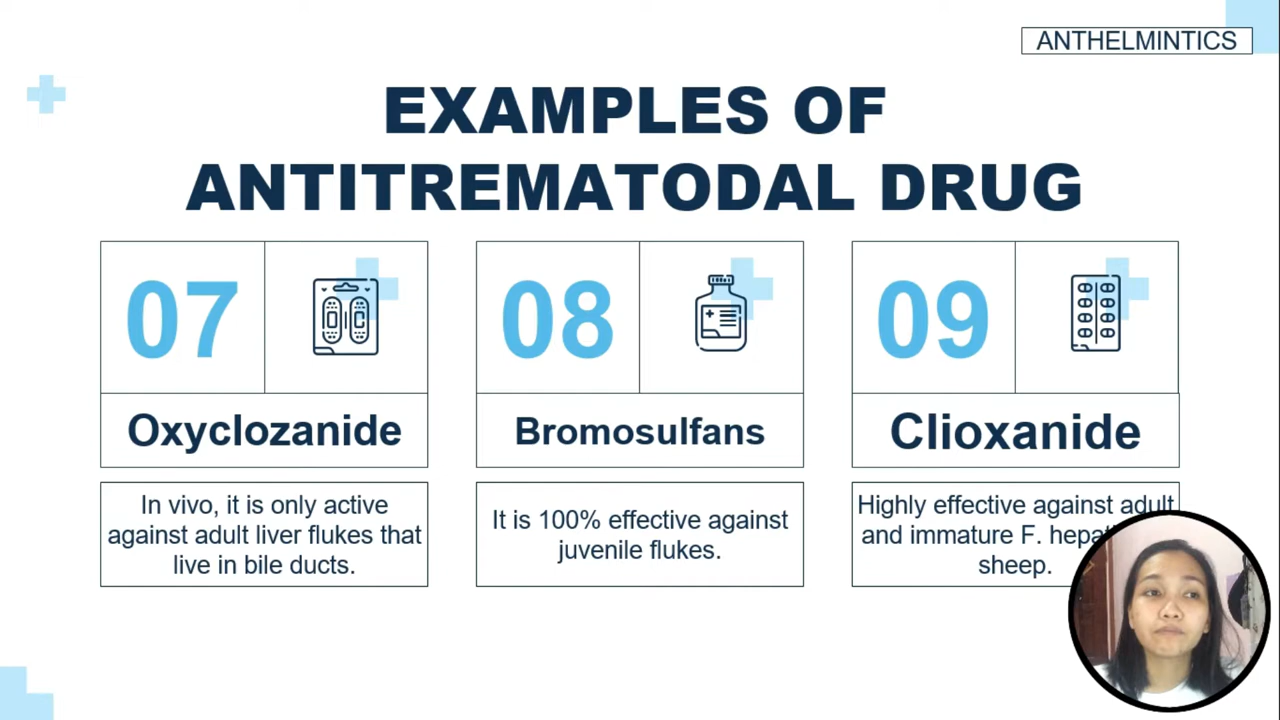 ANTHELMINTICS
EXAMPLES OF
ANTITREMATODAL DRUG
07
08
09
Oxyclozanide
Bromosulfans
Clioxanide
In vivo, it is only active
against adult liver flukes that
live in bile ducts.
It is 100% effective against
juvenile flukes.
Highly effective against adult
and immature F.
sheep.